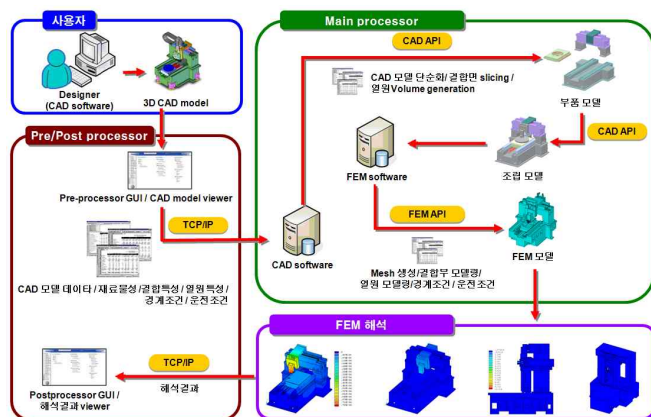 사용자
Designer
(CAD software)
3D CAD model
Pre/Post processor
Pre-processor GUI / CAD model viewer
TCP/IP
CAD 모델 데이타 / 재료물성 / 결합특성 / 열원특성 /
경계조건 / 운전조건
TCP/IP
Postprocessor GUI /
해석결과 viewer
해석결과
Main processor
CAD API
CAD 모델 단순화/ 결합면 slicing /
열원Volume generation
부품 모델
CAD API
FEM software
조립 모델
FEM API
CAD software
Mesh 생성/결합부 모델링/
열원 모델링/경계조건 / 운전조건
FEM 모델
FEM 해석